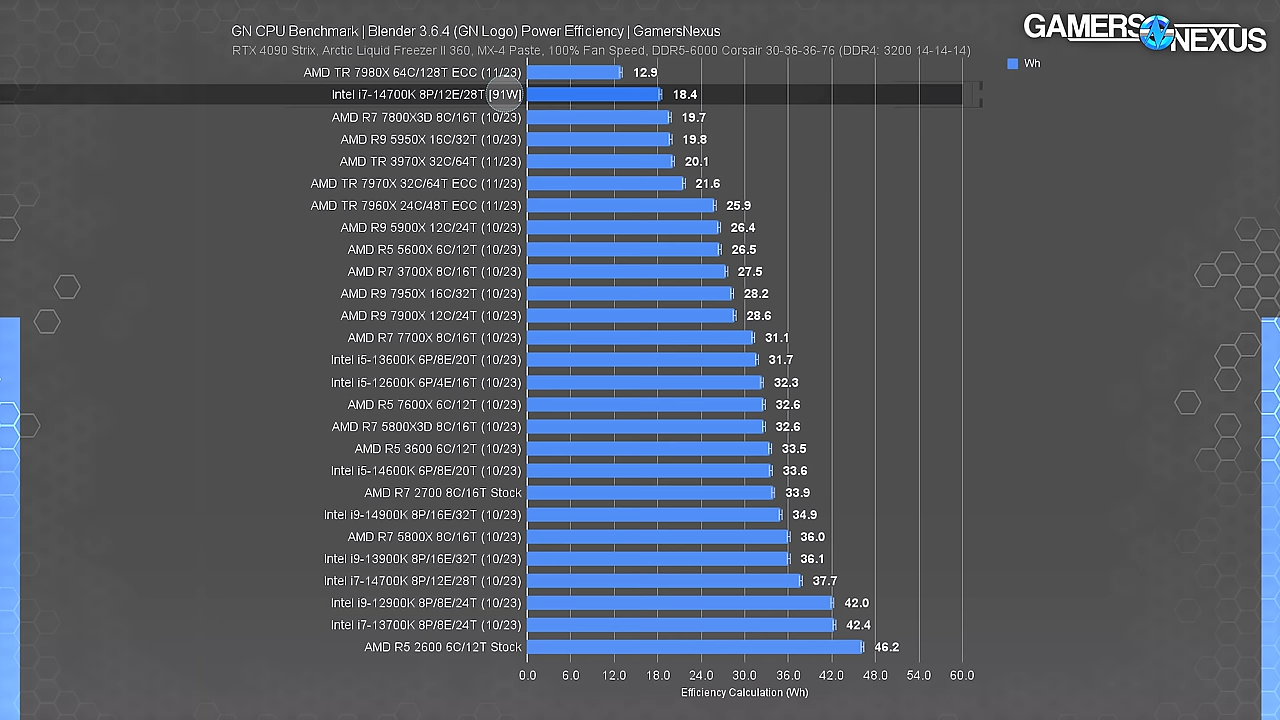 GN CPU Benchmark | Blender 3.6.4 (GN Logo) Power Efficiency | GamersNexus
GAMERS NEXUS
RTX 4090 Strix, Arctic Liquid Freezer II 360, MX-4 Paste, 100% Fan Speed, DDR5-6000 Corsair 30-36-36-76 (DDR4: 3200 14-14-14)
Wh
AMD TR 7980X 64C/128T ECC (11/23) 12.9
Intel i7-14700K 8P/12E/28T [91W] 18.4
AMD R7 7800X3D 8C/16T (10/23) 19.7
AMD R9 5950X 16C/32T (10/23) 19.8
AMD TR 3970X 32C/64T (11/23) 20.1
AMD TR 7970X 32C/64T ECC (11/23) 21.6
AMD TR 7960X 24C/48T ECC (11/23) 25.9
AMD R9 5900X 12C/24T (10/23) 26.4
AMD R5 5600X 6C/12T (10/23) 26.5
AMD R7 3700X 8C/16T (10/23) 27.5
AMD R9 7950X 16C/32T (10/23) 28.2
AMD R9 7900X 12C/24T (10/23) 28.6
AMD R7 7700X 8C/16T (10/23) 31.1
Intel i5-13600K 6P/8E/20T (10/23) 31.7
Intel i5-12600K 6P/4E/16T (10/23) 32.3
AMD R5 7600X 6C/12T (10/23) 32.6
AMD R7 5800X3D 8C/16T (10/23) 32.6
AMD R5 3600 6C/12T (10/23) 33.5
Intel i5-14600K 6P/8E/20T (10/23) 33.6
AMD R7 2700 8C/16T Stock 33.9
Intel i9-14900K 8P/16E/32T (10/23) 34.9
AMD R7 5800X 8C/16T (10/23) 36.0
Intel i9-13900K 8P/16E/32T (10/23) 36.1
Intel i7-14700K 8P/12E/28T (10/23) 37.7
Intel i9-12900K 8P/8E/24T (10/23) 42.0
Intel i7-13700K 8P/8E/24T (10/23) 42.4
AMD R5 2600 6C/12T Stock 46.2
0.0 6.0 12.0 18.0 24.0 30.0 36.0 42.0 48.0 54.0 60.0
Efficiency Calculation (Wh)